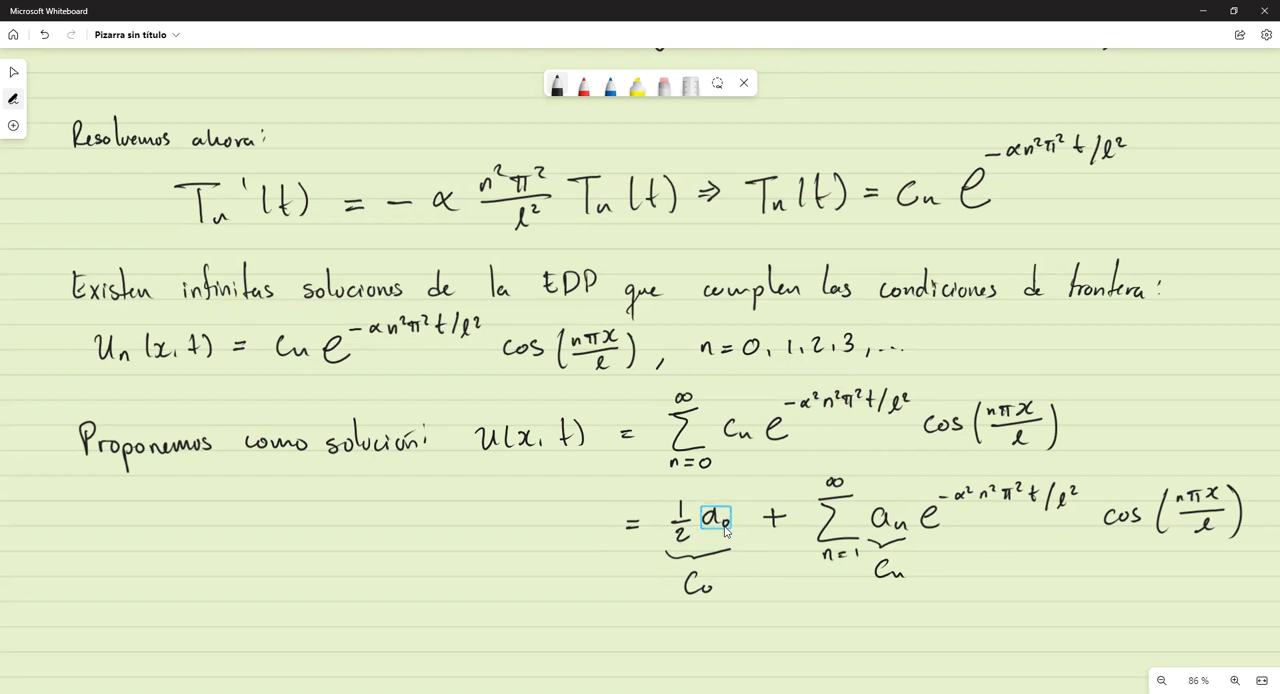 Microsoft Whiteboard
Pizarra sin título
Resolvemos ahora:
Tn'(t) = - α n²π²/l² Tn(t) ⇒ Tn(t) = cn e^(-αn²π² t/l²)
Existen infinitas soluciones de la EDP que cumplen las condiciones de frontera:
Un(x,t) = cn e^(-αn²π² t/l²) cos(nπx/l), n = 0, 1, 2, 3, ...
Proponemos como solución: U(x,t) = ∑_{n=0}^{∞} cn e^(-α²n²π² t/l²) cos(nπx/l)
= 1/2 a₀ + ∑_{n=1}^{∞} an e^(-α²n²π² t/l²) cos(nπx/l)
C₀ Cn
86 %